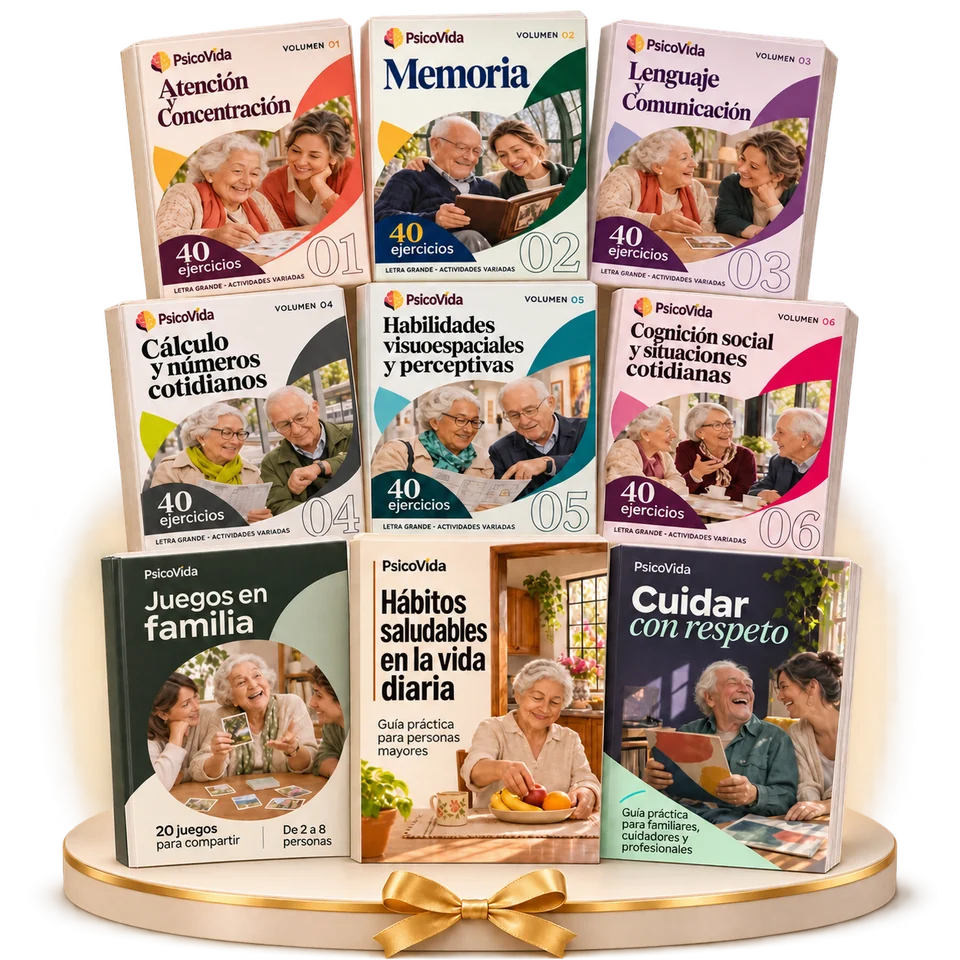 PsicoVida
VOLUMEN 01
Atención
y
Concentración
40
ejercicios
LETRA GRANDE - ACTIVIDADES VARIADAS
01
PsicoVida
VOLUMEN 02
Memoria
40
ejercicios
LETRA GRANDE - ACTIVIDADES VARIADAS
02
PsicoVida
VOLUMEN 03
Lenguaje
y
Comunicación
40
ejercicios
LETRA GRANDE - ACTIVIDADES VARIADAS
03
PsicoVida
VOLUMEN 04
Cálculo
y números
cotidianos
40
ejercicios
LETRA GRANDE - ACTIVIDADES VARIADAS
04
PsicoVida
VOLUMEN 05
Habilidades
visuoespaciales
y perceptivas
40
ejercicios
LETRA GRANDE - ACTIVIDADES VARIADAS
05
PsicoVida
VOLUMEN 06
Cognición social
y situaciones
cotidianas
40
ejercicios
LETRA GRANDE - ACTIVIDADES VARIADAS
06
PsicoVida
Juegos en
familia
20 juegos
para compartir
De 2 a 8
personas
PsicoVida
Hábitos
saludables
en la vida
diaria
Guía práctica
para personas
mayores
PsicoVida
Cuidar
con respeto
Guía práctica
para familiares,
cuidadores y
profesionales